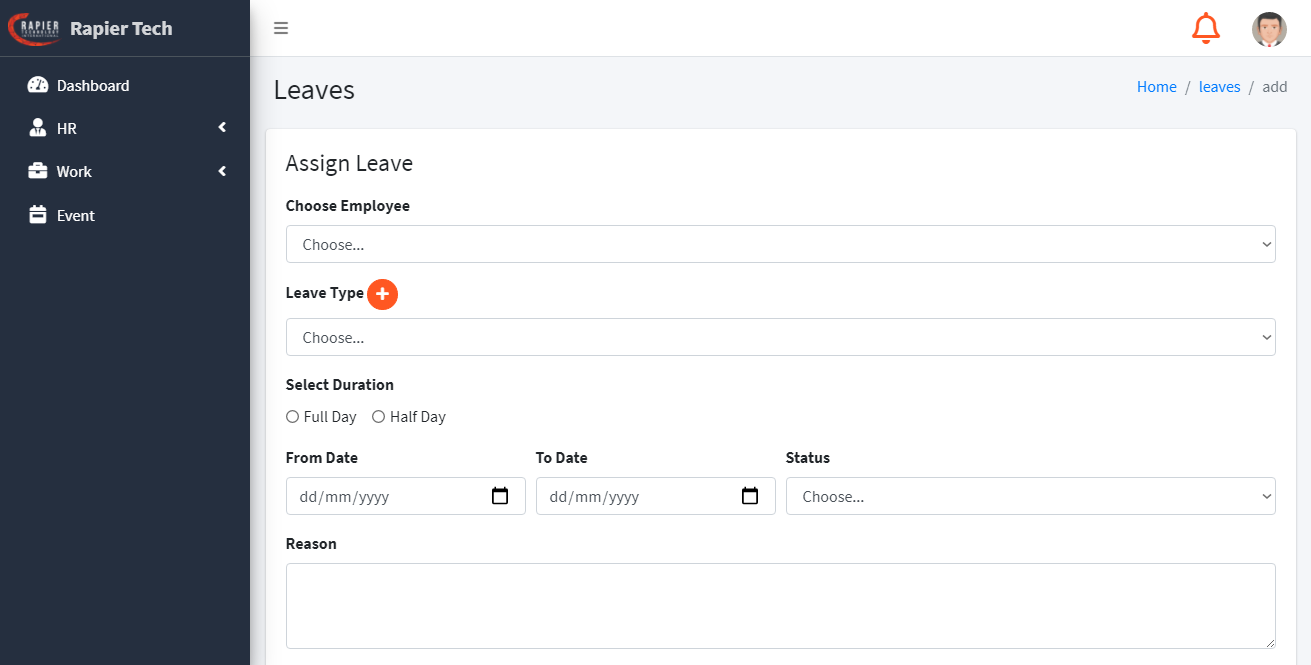 RAPIER
TECHNOLOGY
INTERNATIONAL
Rapier Tech
Dashboard
HR
Work
Event
Leaves
Home / leaves / add
Assign Leave
Choose Employee
Choose...
Leave Type
Choose...
Select Duration
Full Day Half Day
From Date To Date Status
dd/mm/yyyy dd/mm/yyyy Choose...
Reason